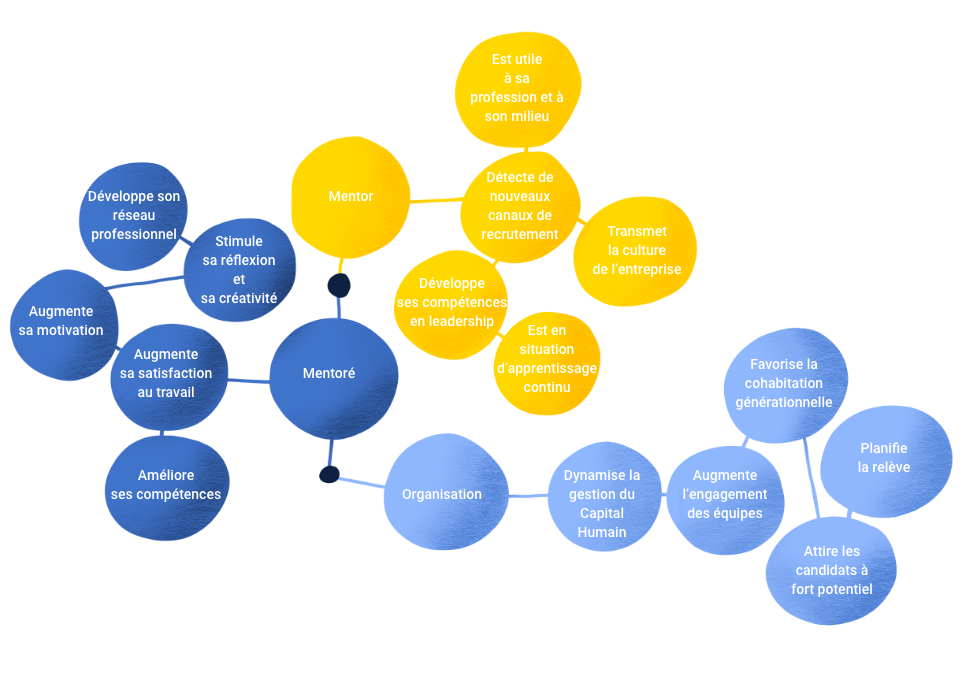 Est utile
à sa
profession et à
son milieu
Mentor
Détecte de
nouveaux
canaux de
recrutement
Transmet
la culture
de l'entreprise
Développe
ses compétences
en leadership
Est en
situation
d'apprentissage
continu
Développe son
réseau
professionnel
Stimule
sa réflexion
et
sa créativité
Augmente
sa motivation
Augmente
sa satisfaction
au travail
Améliore
ses compétences
Mentoré
Organisation
Dynamise la
gestion du
Capital
Humain
Augmente
l'engagement
des équipes
Favorise la
cohabitation
générationnelle
Planifie
la relève
Attire les
candidats à
fort potentiel